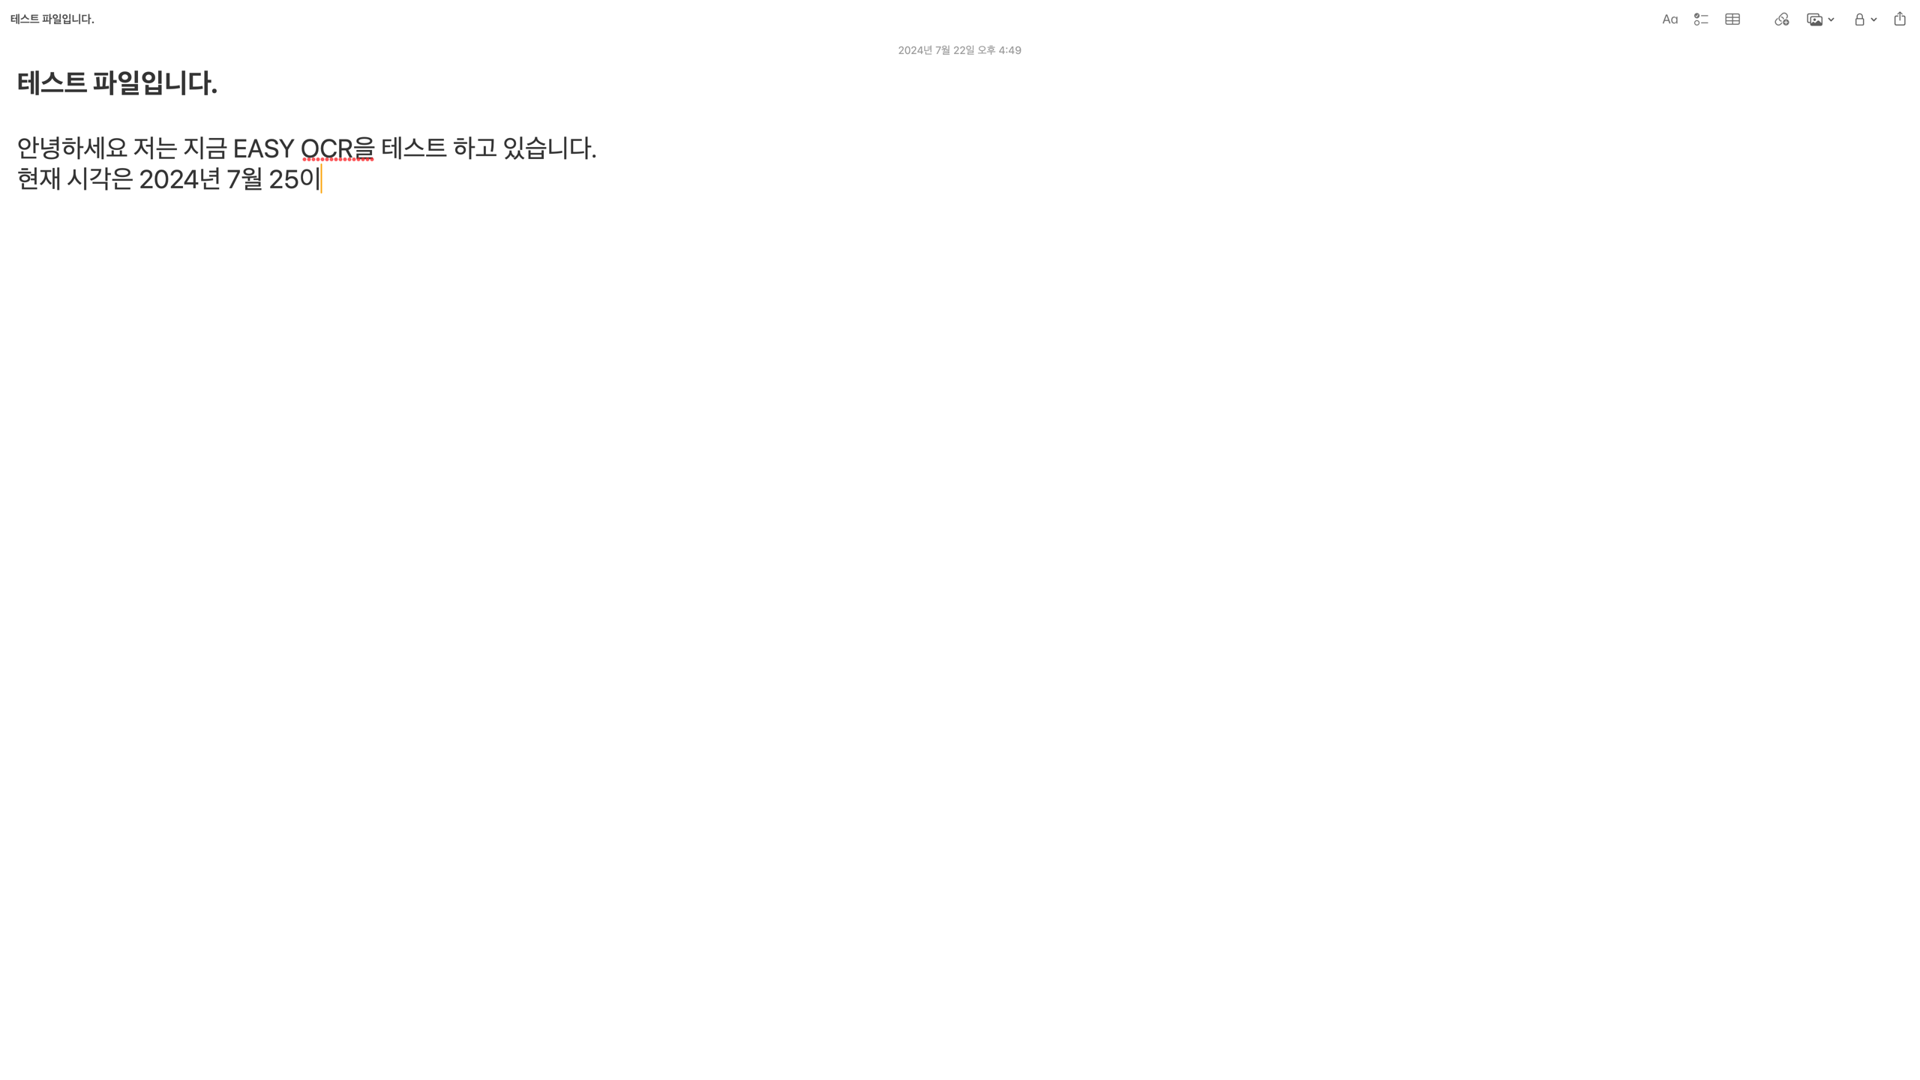 테스트 파일입니다.
Aa
2024년 7월 22일 오후 4:49
테스트 파일입니다.
안녕하세요 저는 지금 EASY OCR을 테스트 하고 있습니다.
현재 시각은 2024년 7월 25이